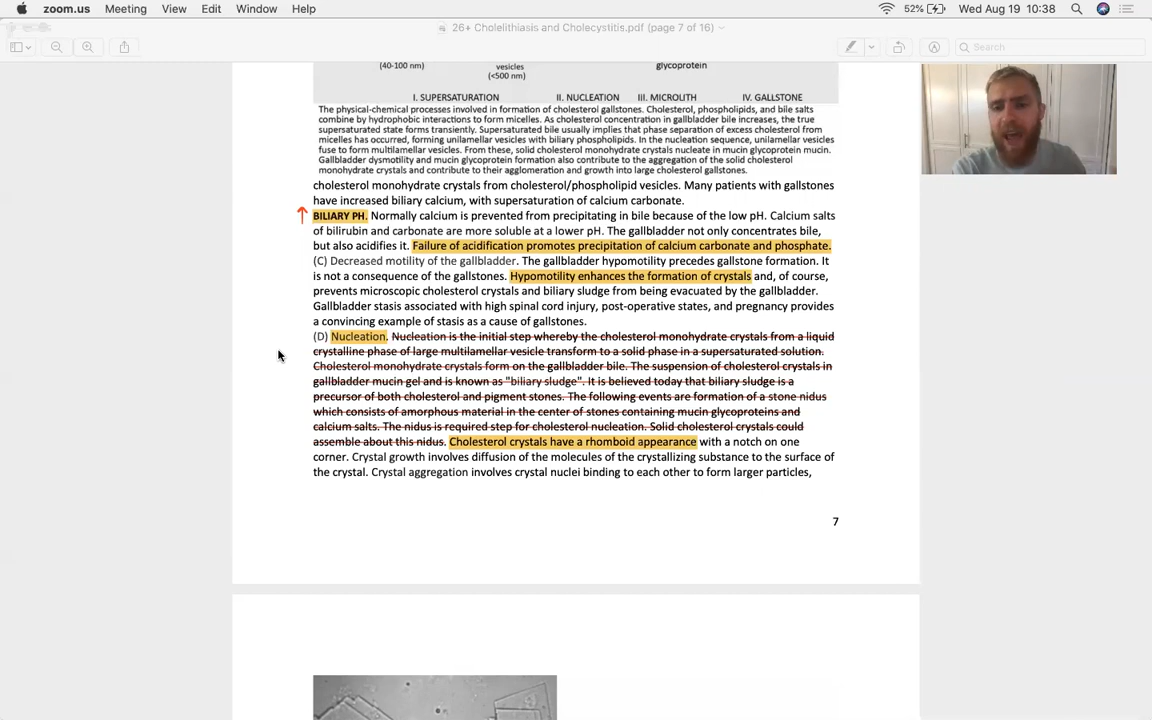 zoom.us Meeting View Edit Window Help 52% Wed Aug 19 10:38
26+ Cholelithiasis and Cholecystitis.pdf (page 7 of 16)
Search
(40-100 nm) vesicles glycoprotein
(<500 nm)
I. SUPERSATURATION II. NUCLEATION III. MICROLITH IV. GALLSTONE
The physical-chemical processes involved in formation of cholesterol gallstones. Cholesterol, phospholipids, and bile salts
combine by hydrophobic interactions to form micelles. As cholesterol concentration in gallbladder bile increases, the true
supersaturated state forms transiently. Supersaturated bile usually implies that phase separation of excess cholesterol from
micelles has occurred, forming unilamellar vesicles with biliary phospholipids. In the nucleation sequence, unilamellar vesicles
fuse to form multilamellar vesicles. From these, solid cholesterol monohydrate crystals nucleate in mucin glycoprotein mucin.
Gallbladder dysmotility and mucin glycoprotein formation also contribute to the aggregation of the solid cholesterol
monohydrate crystals and contribute to their agglomeration and growth into large cholesterol gallstones.
cholesterol monohydrate crystals from cholesterol/phospholipid vesicles. Many patients with gallstones
have increased biliary calcium, with supersaturation of calcium carbonate.
BILIARY PH. Normally calcium is prevented from precipitating in bile because of the low pH. Calcium salts
of bilirubin and carbonate are more soluble at a lower pH. The gallbladder not only concentrates bile,
but also acidifies it. Failure of acidification promotes precipitation of calcium carbonate and phosphate.
(C) Decreased motility of the gallbladder. The gallbladder hypomotility precedes gallstone formation. It
is not a consequence of the gallstones. Hypomotility enhances the formation of crystals and, of course,
prevents microscopic cholesterol crystals and biliary sludge from being evacuated by the gallbladder.
Gallbladder stasis associated with high spinal cord injury, post-operative states, and pregnancy provides
a convincing example of stasis as a cause of gallstones.
(D) Nucleation. Nucleation is the initial step whereby the cholesterol monohydrate crystals from a liquid
crystalline phase of large multilamellar vesicle transform to a solid phase in a supersaturated solution.
Cholesterol monohydrate crystals form on the gallbladder bile. The suspension of cholesterol crystals in
gallbladder mucin gel and is known as "biliary sludge". It is believed today that biliary sludge is a
precursor of both cholesterol and pigment stones. The following events are formation of a stone nidus
which consists of amorphous material in the center of stones containing mucin glycoproteins and
calcium salts. The nidus is required step for cholesterol nucleation. Solid cholesterol crystals could
assemble about this nidus. Cholesterol crystals have a rhomboid appearance with a notch on one
corner. Crystal growth involves diffusion of the molecules of the crystallizing substance to the surface of
the crystal. Crystal aggregation involves crystal nuclei binding to each other to form larger particles,
7